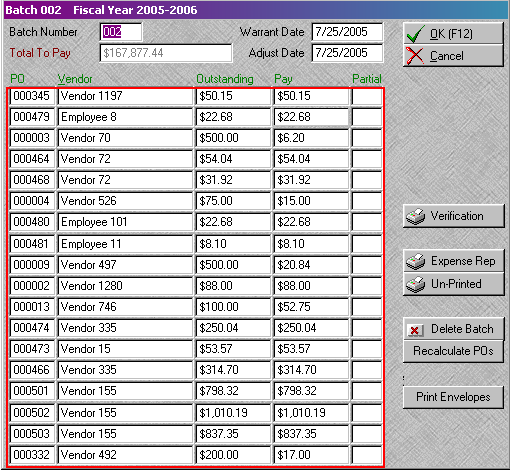 Batch 002 Fiscal Year 2005-2006
Batch Number 002 Warrant Date 7/25/2005 OK (F12)
Total To Pay $167,877.44 Adjust Date 7/25/2005 Cancel
PO Vendor Outstanding Pay Partial
000345 Vendor 1197 $50.15 $50.15
000479 Employee 8 $22.68 $22.68
000003 Vendor 70 $500.00 $6.20
000464 Vendor 72 $54.04 $54.04
000468 Vendor 72 $31.92 $31.92
000004 Vendor 526 $75.00 $15.00
000480 Employee 101 $22.68 $22.68
000481 Employee 11 $8.10 $8.10
000009 Vendor 497 $500.00 $20.84
000002 Vendor 1280 $88.00 $88.00
000013 Vendor 746 $100.00 $52.75
000474 Vendor 335 $250.04 $250.04
000473 Vendor 15 $53.57 $53.57
000466 Vendor 335 $314.70 $314.70
000501 Vendor 155 $798.32 $798.32
000502 Vendor 155 $1,010.19 $1,010.19
000503 Vendor 155 $837.35 $837.35
000332 Vendor 492 $200.00 $17.00
Verification
Expense Rep
Un-Printed
Delete Batch
Recalculate POs
Print Envelopes